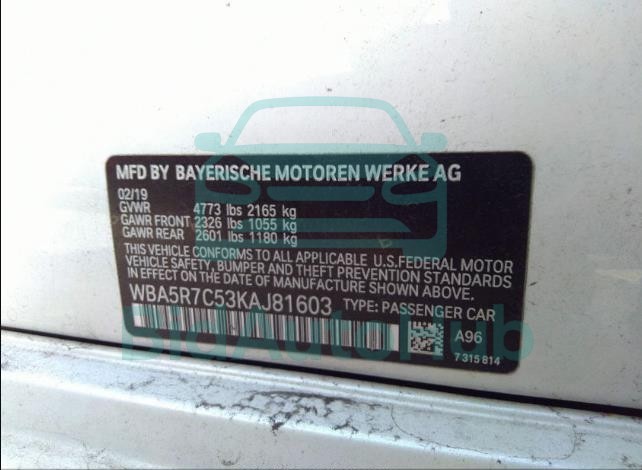 MFD BY BAYERISCHE MOTOREN WERKE AG
02/19
GVWR 4773 lbs 2165 kg
GAWR FRONT 2326 lbs 1055 kg
GAWR REAR 2601 lbs 1180 kg
THIS VEHICLE CONFORMS TO ALL APPLICABLE U.S.FEDERAL MOTOR
VEHICLE SAFETY, BUMPER AND THEFT PREVENTION STANDARDS
IN EFFECT ON THE DATE OF MANUFACTURE SHOWN ABOVE.
WBA5R7C53KAJ81603 TYPE: PASSENGER CAR
A96
7 315 814
BidAutoHub